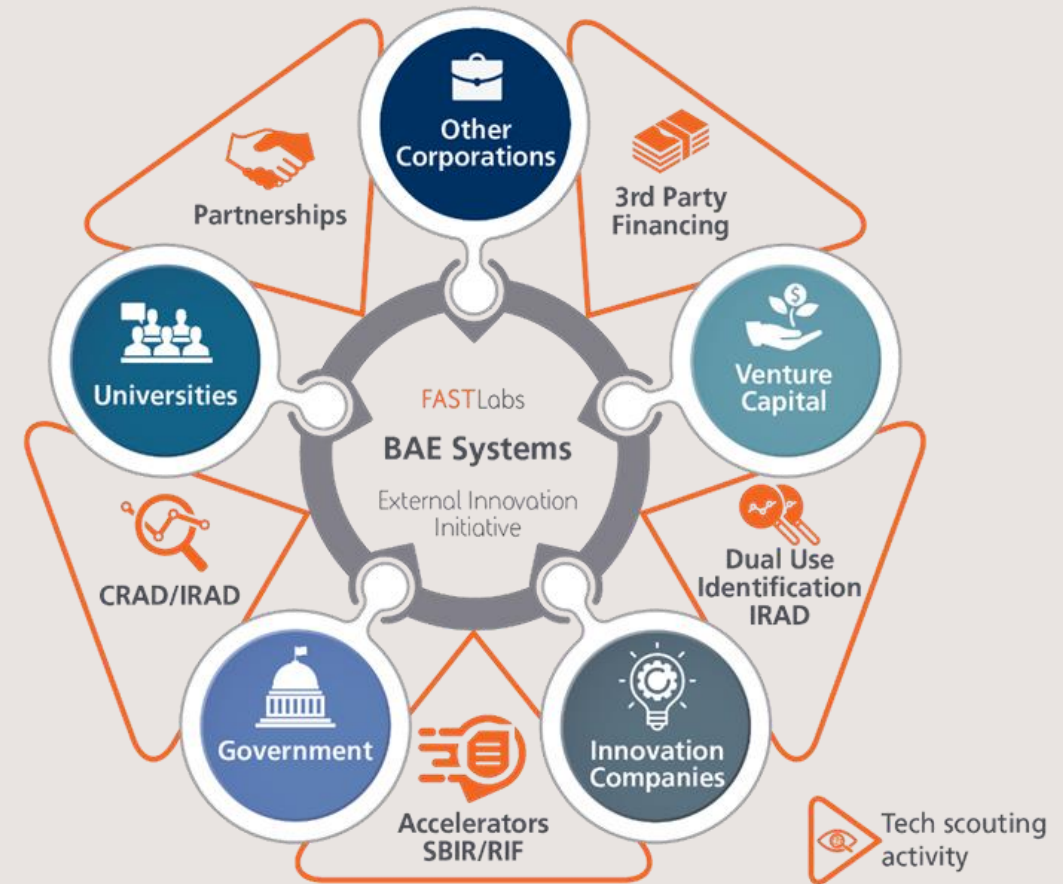 Other
Corporations
Partnerships
3rd Party
Financing
Universities
Venture
Capital
FASTLabs
BAE Systems
External Innovation
Initiative
CRAD/IRAD
Dual Use
Identification
IRAD
Government
Innovation
Companies
Accelerators
SBIR/RIF
Tech scouting
activity
$